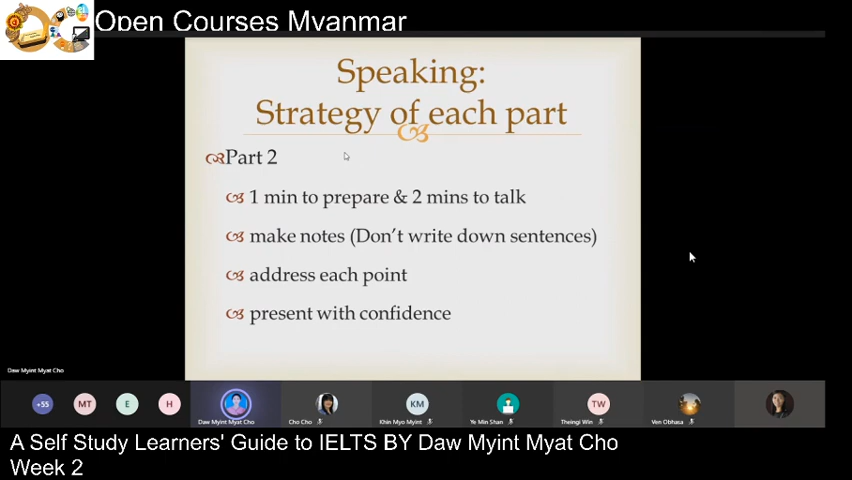 Open Courses Myanmar
Speaking:
Strategy of each part
Part 2
1 min to prepare & 2 mins to talk
make notes (Don't write down sentences)
address each point
present with confidence
Daw Myint Myat Cho
+55
MT
E
H
KM
TW
Daw Myint Myat Cho
Cho Cho
Khin Myo Myint
Ye Min Shan
Theingi Win
Ven Obhasa
A Self Study Learners' Guide to IELTS BY Daw Myint Myat Cho
Week 2